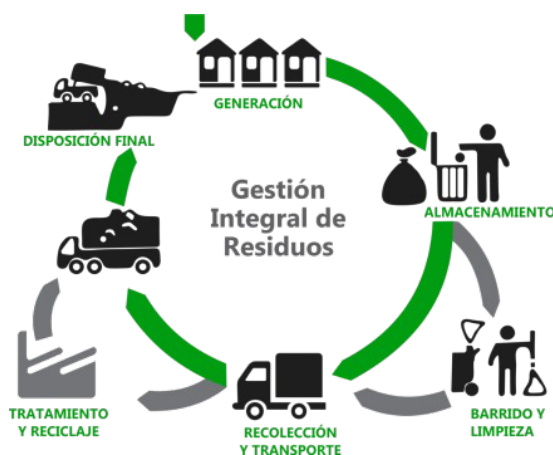 GENERACIÓN
DISPOSICIÓN FINAL
Gestión
Integral de
Residuos
ALMACENAMIENTO
TRATAMIENTO
Y RECICLAJE
RECOLECCIÓN
Y TRANSPORTE
BARRIDO Y
LIMPIEZA